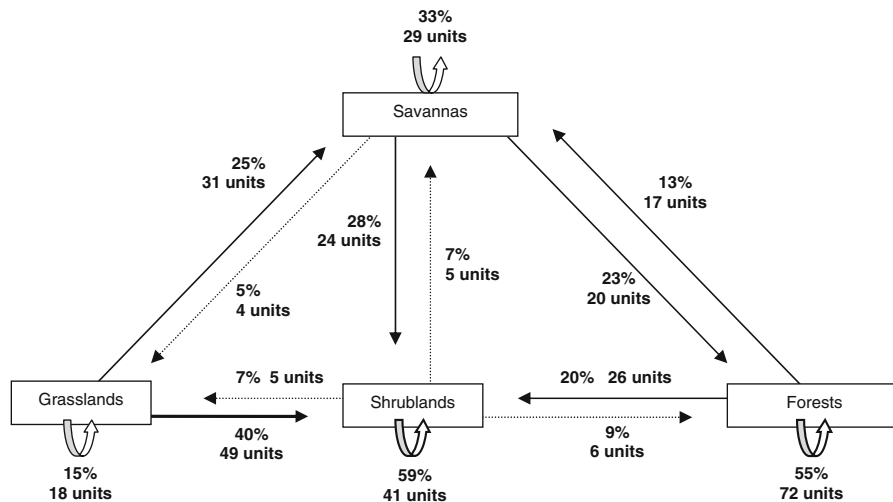 33%
29 units
Savannas
25%
31 units
13%
17 units
28%
24 units
7%
5 units
5%
4 units
23%
20 units
7% 5 units
20% 26 units
Grasslands
Shrublands
Forests
40%
49 units
9%
6 units
15%
18 units
59%
41 units
55%
72 units